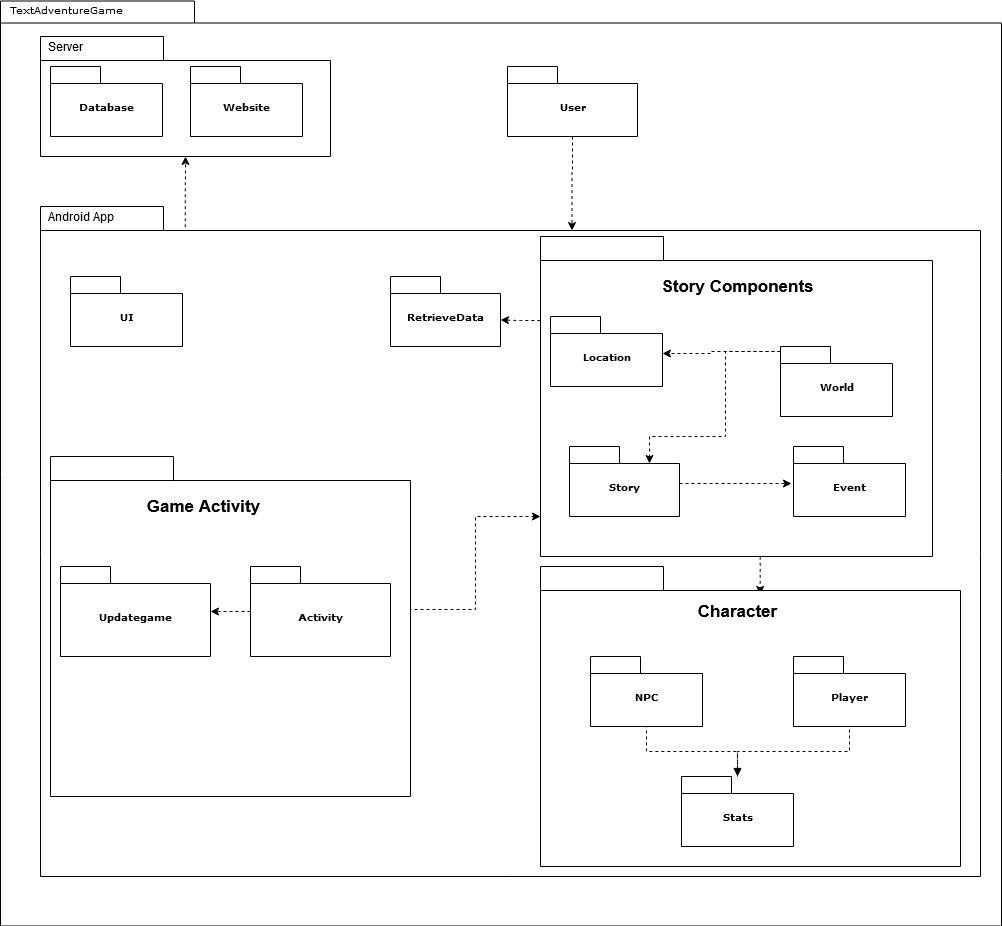 TextAdventureGame
Server
Database
Website
User
Android App
UI
RetrieveData
Story Components
Location
World
Story
Event
Game Activity
Updategame
Activity
Character
NPC
Player
Stats